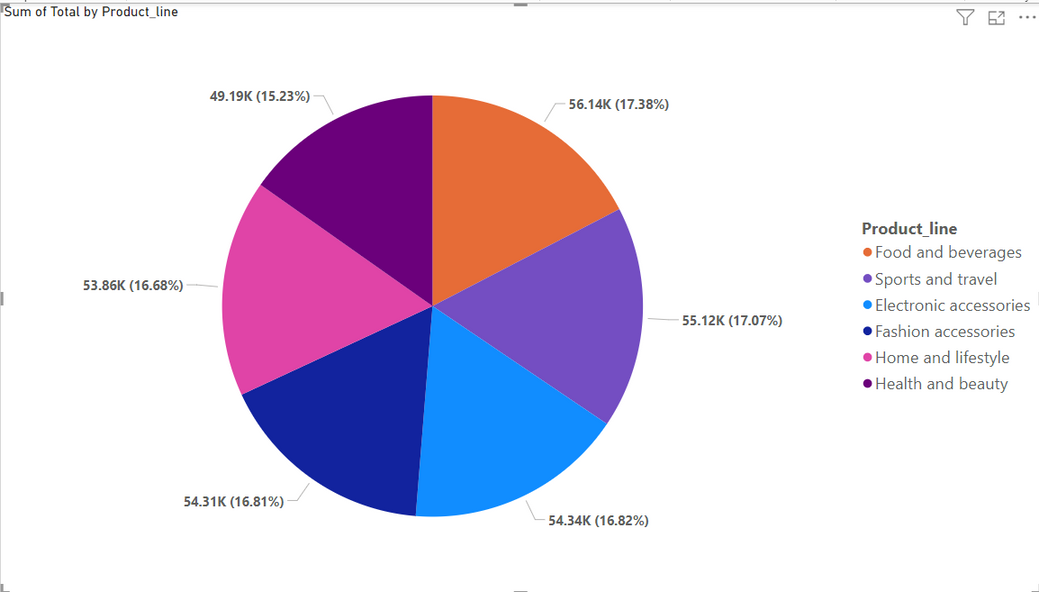 Sum of Total by Product_line
49.19K (15.23%)
56.14K (17.38%)
53.86K (16.68%)
55.12K (17.07%)
54.31K (16.81%)
54.34K (16.82%)
Product_line
Food and beverages
Sports and travel
Electronic accessories
Fashion accessories
Home and lifestyle
Health and beauty